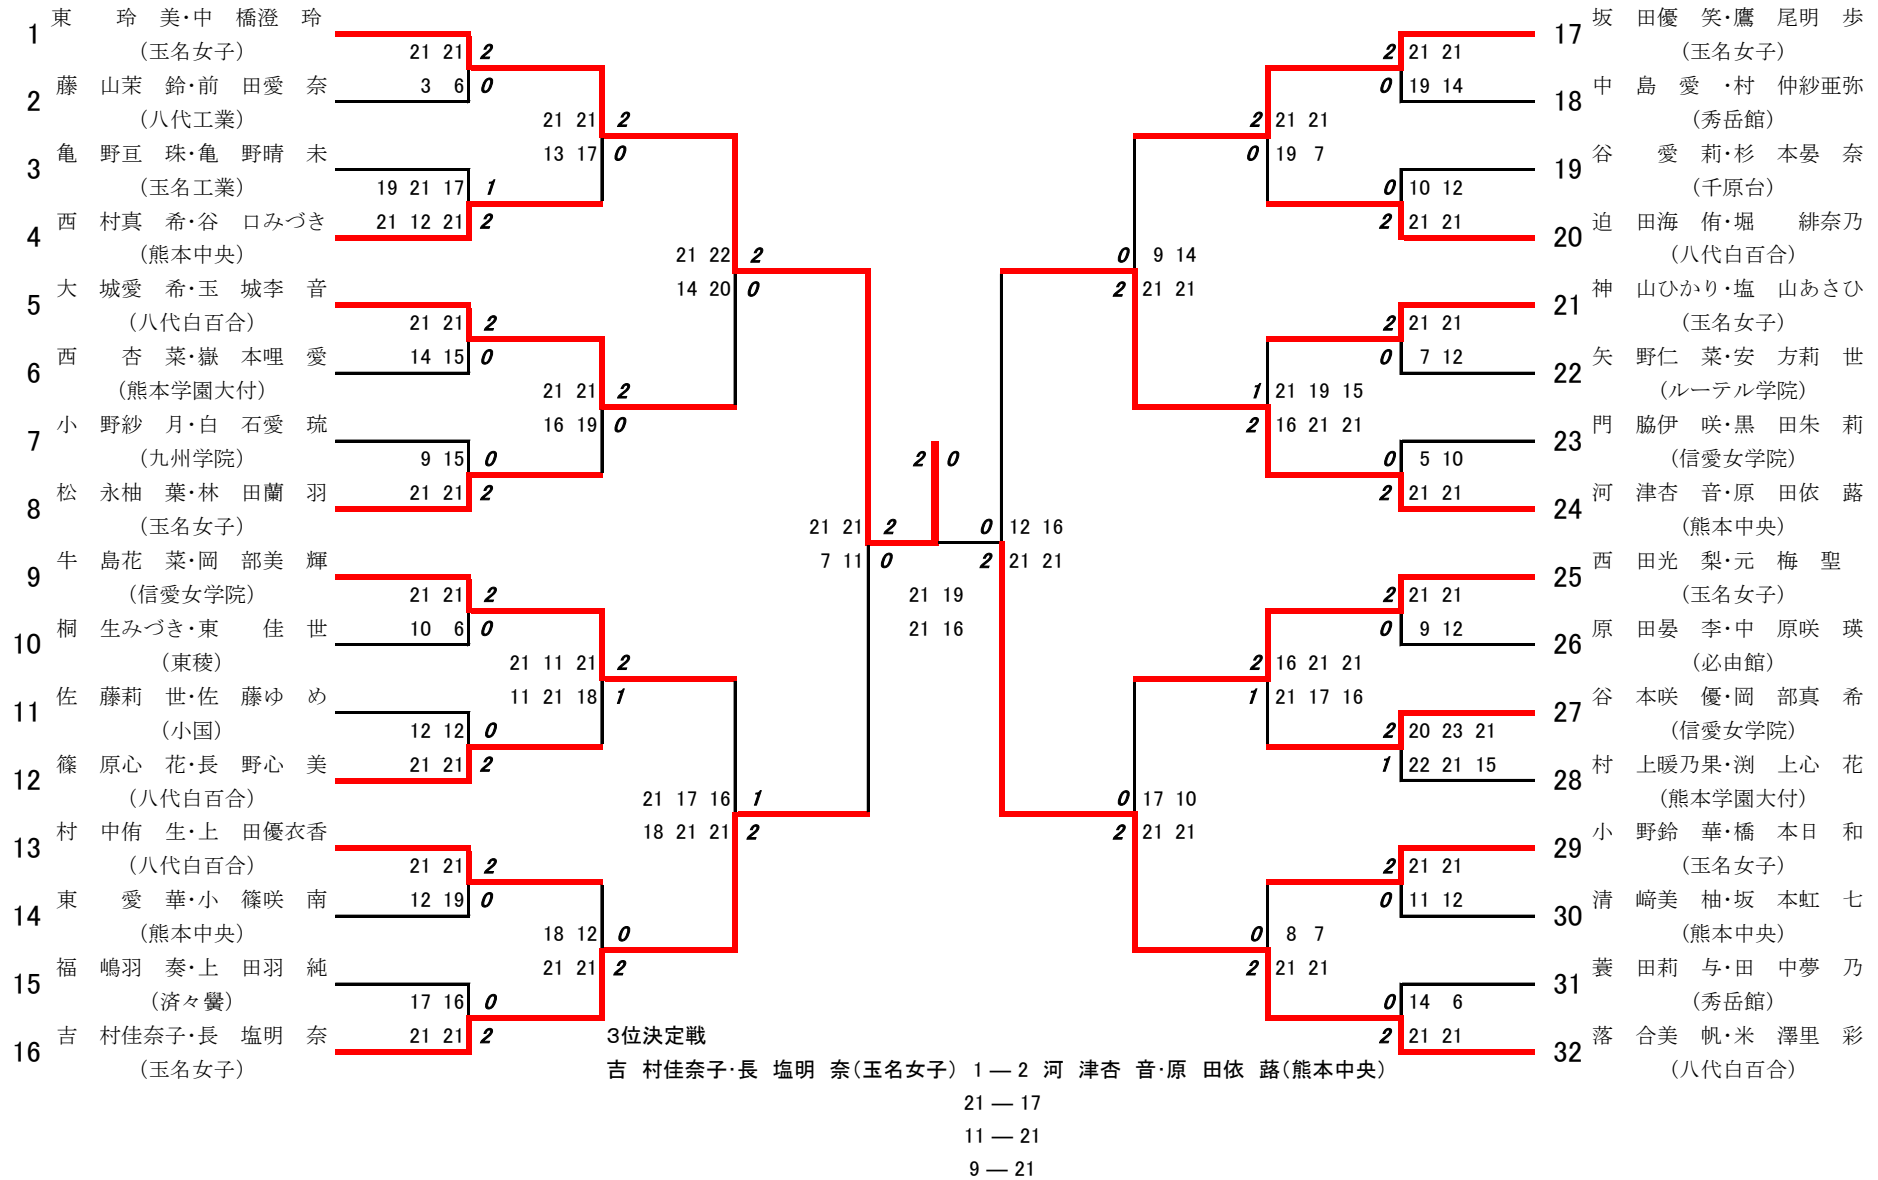 1 東　玲　美・中　橋澄　玲
(玉名女子)
2 藤　山茉　鈴・前　田愛　奈
(八代工業)
3 亀　野亘　珠・亀　野晴　未
(玉名工業)
4 西　村真　希・谷　口みづき
(熊本中央)
5 大　城愛　希・玉　城李　音
(八代白百合)
6 西　杏　菜・嶽　本哩　愛
(熊本学園大付)
7 小　野紗　月・白　石愛　琉
(九州学院)
8 松　永柚　葉・林　田蘭　羽
(玉名女子)
9 牛　島花　菜・岡　部美　輝
(信愛女学院)
10 桐　生みづき・東　佳　世
(東稜)
11 佐　藤莉　世・佐　藤ゆ　め
(小国)
12 篠　原心　花・長　野心　美
(八代白百合)
13 村　中侑　生・上　田優衣香
(八代白百合)
14 東　愛　華・小　篠咲　南
(熊本中央)
15 福　嶋羽　奏・上　田羽　純
(済々黌)
16 吉　村佳奈子・長　塩明　奈
(玉名女子)
21 21 2
3 6 0
19 21 17 1
21 12 21 2
21 21 2
14 15 0
9 15 0
21 21 2
21 21 2
10 6 0
12 12 0
21 21 2
21 21 2
12 19 0
17 16 0
21 21 2
21 21 2
13 17 0
21 21 2
16 19 0
21 11 21 2
11 21 18 1
18 12 0
21 21 2
21 22 2
14 20 0
21 17 16 1
18 21 21 2
21 21 2
7 11 0
2 0
21 19
21 16
0 12 16
2 21 21
0 9 14
2 21 21
0 17 10
2 21 21
2 21 21
0 19 7
1 21 19 15
2 16 21 21
2 16 21 21
1 21 17 16
0 8 7
2 21 21
2 21 21
0 19 14
0 10 12
2 21 21
2 21 21
0 7 12
0 5 10
2 21 21
2 21 21
0 9 12
2 20 23 21
1 22 21 15
2 21 21
0 11 12
0 14 6
2 21 21
17 坂　田優　笑・鷹　尾明　歩
(玉名女子)
18 中　島　愛　・村　仲紗亜弥
(秀岳館)
19 谷　愛　莉・杉　本晏　奈
(千原台)
20 迫　田海　侑・堀　緋奈乃
(八代白百合)
21 神　山ひかり・塩　山あさひ
(玉名女子)
22 矢　野仁　菜・安　方莉　世
(ルーテル学院)
23 門　脇伊　咲・黒　田朱　莉
(信愛女学院)
24 河　津杏　音・原　田依　蕗
(熊本中央)
25 西　田光　梨・元　梅　聖
(玉名女子)
26 原　田晏　李・中　原咲　瑛
(必由館)
27 谷　本咲　優・岡　部真　希
(信愛女学院)
28 村　上暖乃果・渕　上心　花
(熊本学園大付)
29 小　野鈴　華・橋　本日　和
(玉名女子)
30 清　﨑美　柚・坂　本虹　七
(熊本中央)
31 蓑　田莉　与・田　中夢　乃
(秀岳館)
32 落　合美　帆・米　澤里　彩
(八代白百合)
3位決定戦
吉　村佳奈子・長　塩明　奈(玉名女子)　1 ― 2　河　津杏　音・原　田依　蕗(熊本中央)
21 ― 17
11 ― 21
9 ― 21